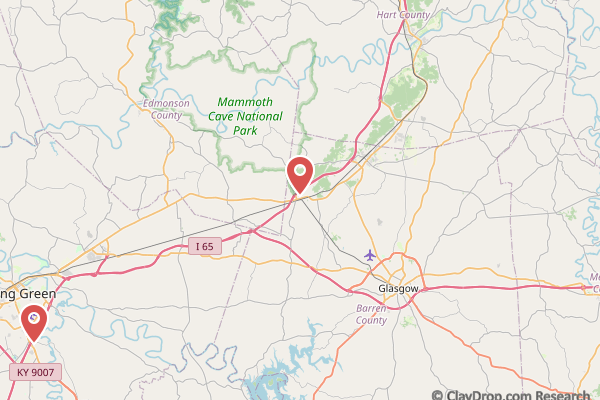 Hart County
Edmonson
County
Mammoth
Cave National
Park
I 65
ng Green
Glasgow
Barren
County
KY 9007
© ClayDrop.com Research